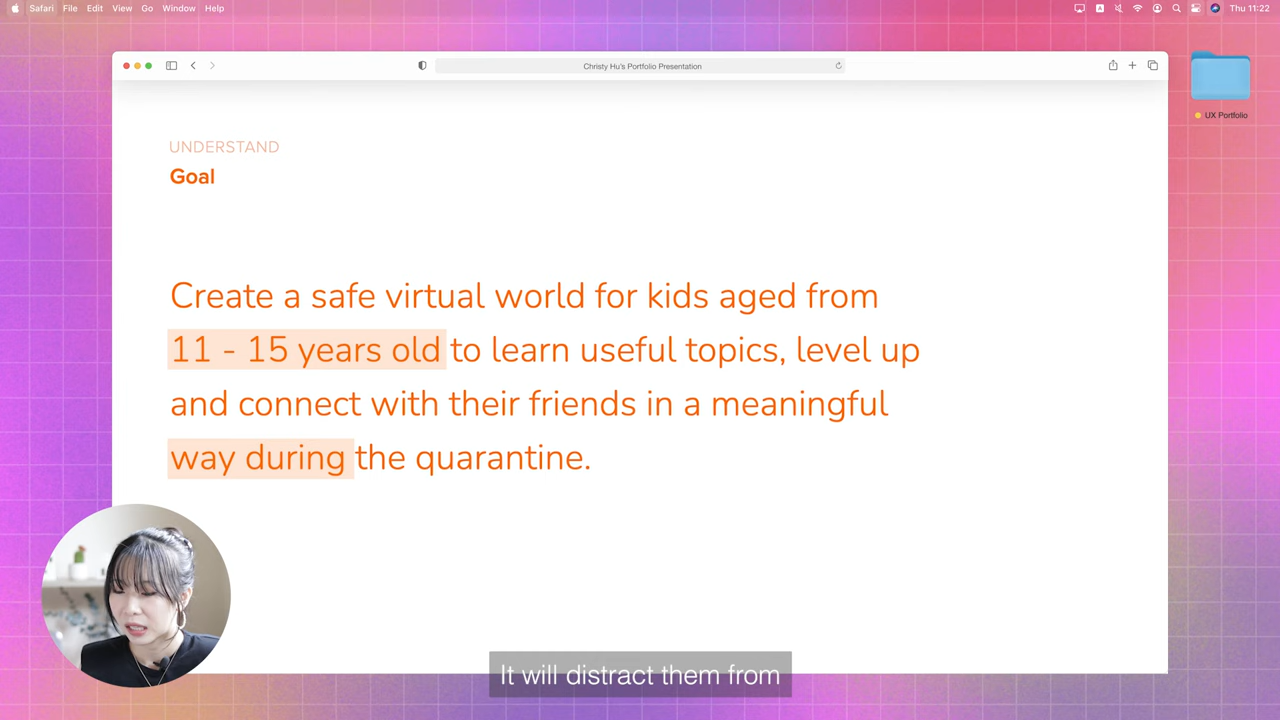 Safari File Edit View Go Window Help
A
Thu 11:22
Christy Hu's Portfolio Presentation
UX Portfolio
UNDERSTAND
Goal
Create a safe virtual world for kids aged from
11 - 15 years old to learn useful topics, level up
and connect with their friends in a meaningful
way during the quarantine.
It will distract them from